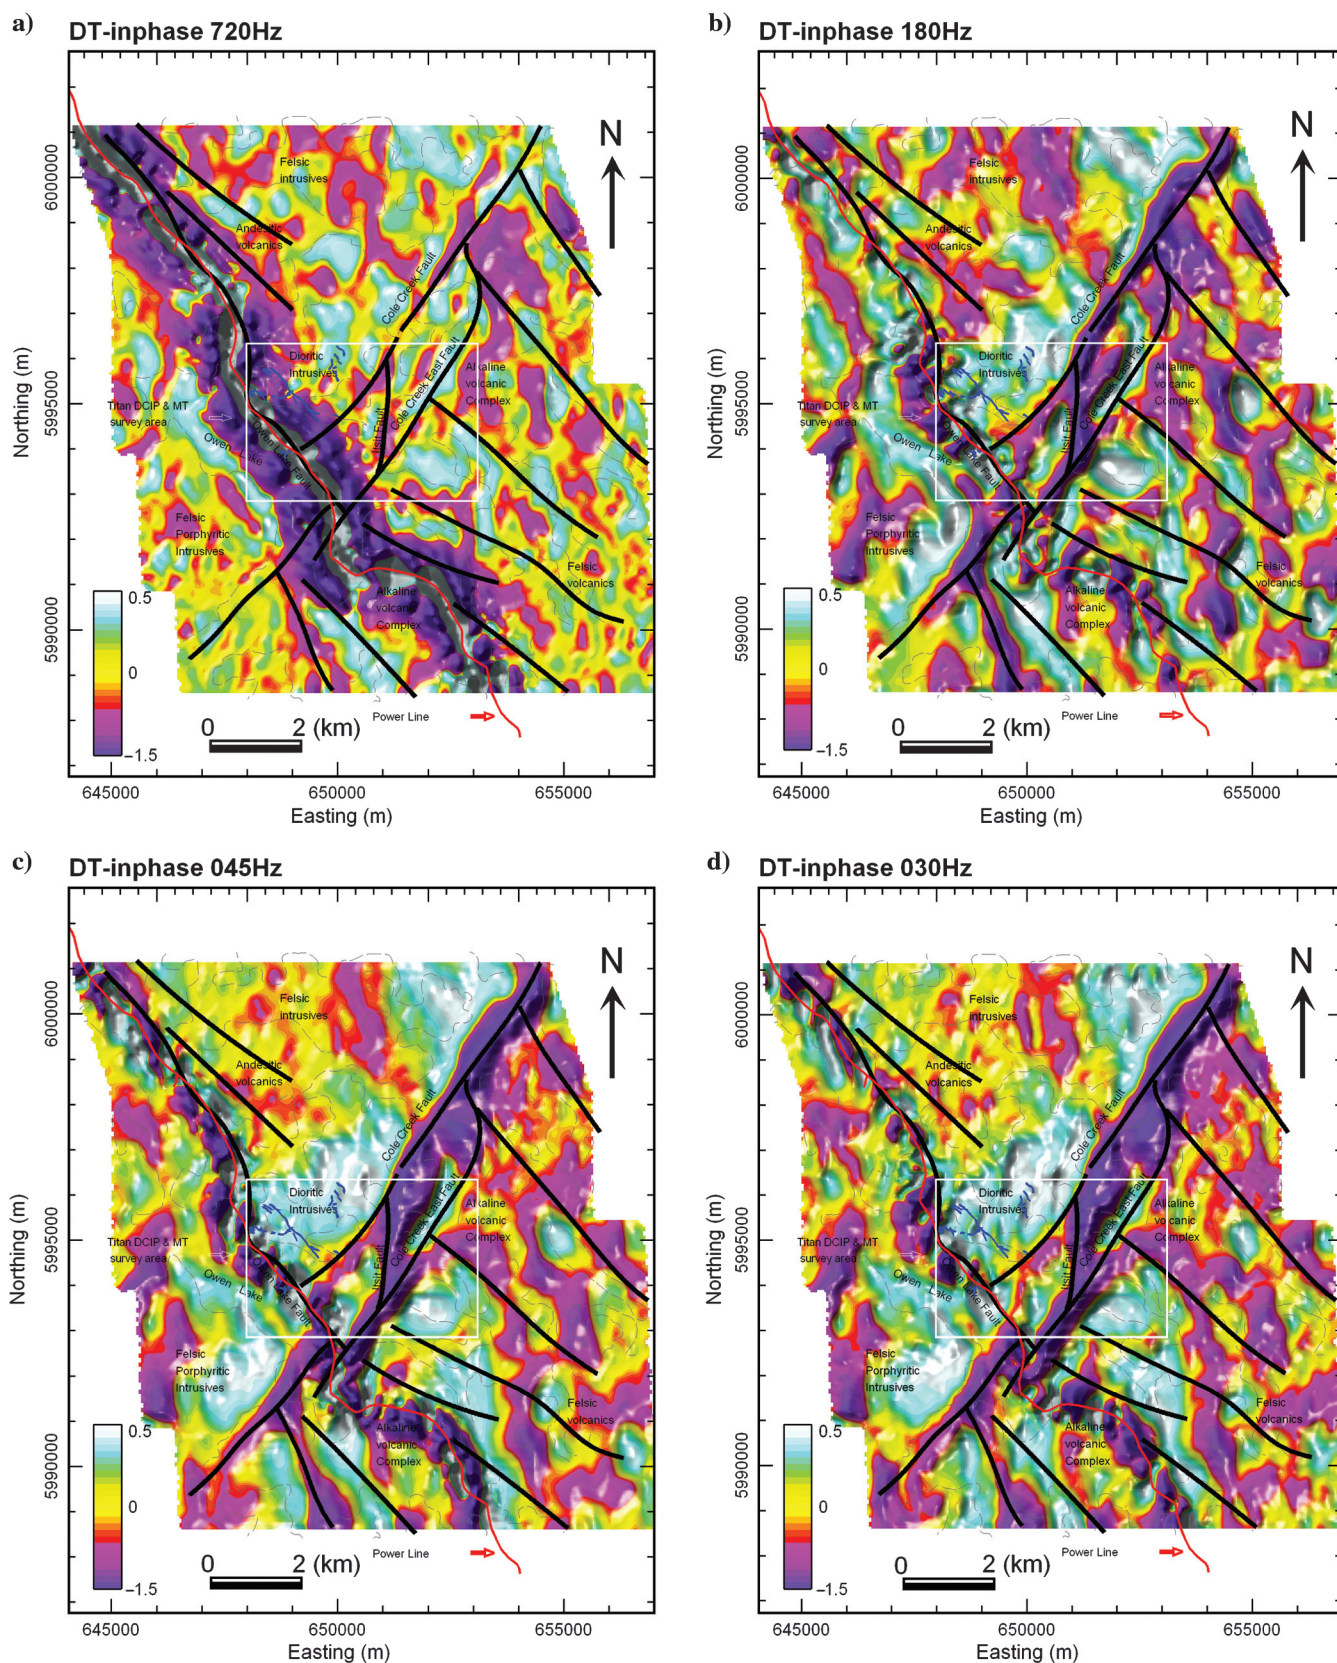 a)
DT-inphase 720Hz
N
6000000
Felsic
intrusives
Andesitic
volcanics
Cole Creek Fault
Northing (m)
5995000
Dioritic
Intrusives
Alkaline
volcanic
Complex
Cole Creek East Fault
Titan DCIP & MT
survey area
Owen Lake
Owen Lake Fault
Felsic
Porphyritic
Intrusives
Felsic
volcanics
Alkaline
volcanic
Complex
5990000
0.5
0
−1.5
0 2 (km)
Power Line
645000 650000 655000
Easting (m)
b)
DT-inphase 180Hz
N
6000000
Felsic
intrusives
Andesitic
volcanics
Cole Creek Fault
Northing (m)
5995000
Dioritic
Intrusives
Alkaline
volcanic
Complex
Cole Creek East Fault
Titan DCIP & MT
survey area
Owen Lake
Owen Lake Fault
Felsic
Porphyritic
Intrusives
Felsic
volcanics
Alkaline
volcanic
Complex
5990000
0.5
0
−1.5
0 2 (km)
Power Line
645000 650000 655000
Easting (m)
c)
DT-inphase 045Hz
N
6000000
Felsic
intrusives
Andesitic
volcanics
Cole Creek Fault
Northing (m)
5995000
Dioritic
Intrusives
Alkaline
volcanic
Complex
Cole Creek East Fault
Titan DCIP & MT
survey area
Owen Lake
Owen Lake Fault
Felsic
Porphyritic
Intrusives
Felsic
volcanics
Alkaline
volcanic
Complex
5990000
0.5
0
−1.5
0 2 (km)
Power Line
645000 650000 655000
Easting (m)
d)
DT-inphase 030Hz
N
6000000
Felsic
intrusives
Andesitic
volcanics
Cole Creek Fault
Northing (m)
5995000
Dioritic
Intrusives
Alkaline
volcanic
Complex
Cole Creek East Fault
Titan DCIP & MT
survey area
Owen Lake
Owen Lake Fault
Felsic
Porphyritic
Intrusives
Felsic
volcanics
Alkaline
volcanic
Complex
5990000
0.5
0
−1.5
0 2 (km)
Power Line
645000 650000 655000
Easting (m)